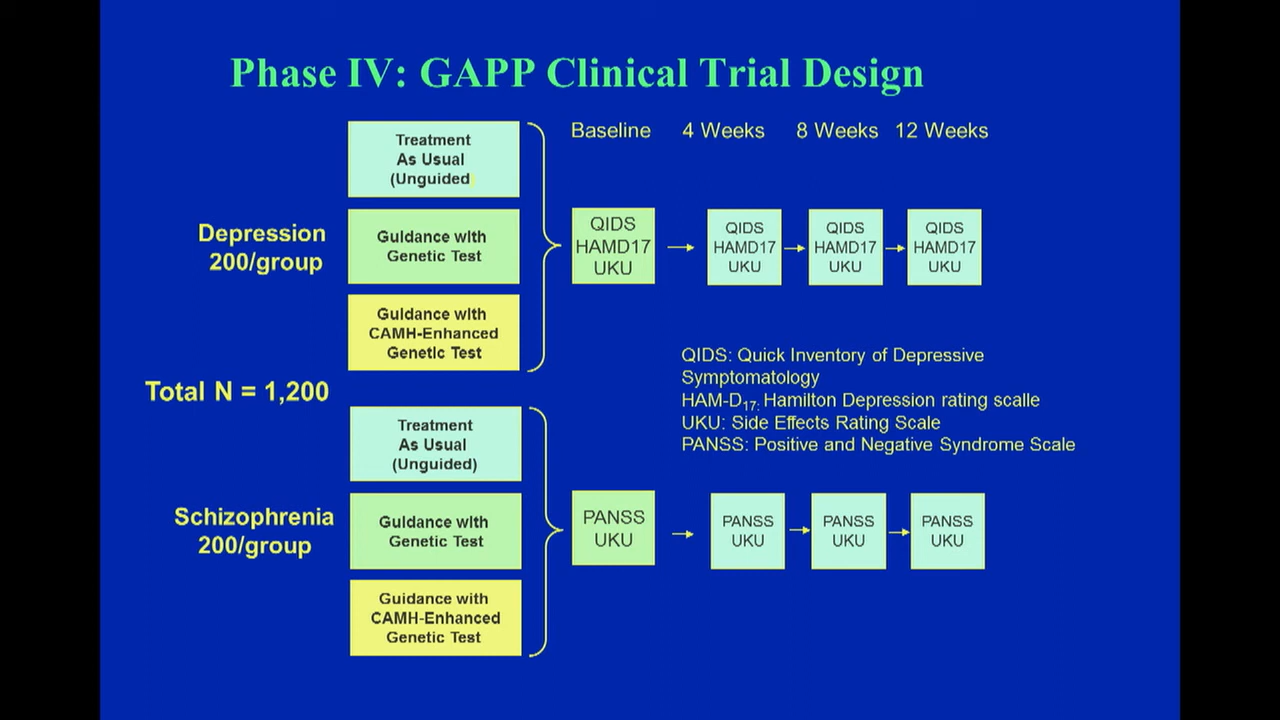 Phase IV: GAPP Clinical Trial Design
Baseline 4 Weeks 8 Weeks 12 Weeks
Treatment
As Usual
(Unguided)
Depression
200/group
Guidance with
Genetic Test
Guidance with
CAMH-Enhanced
Genetic Test
QIDS
HAMD17
UKU
QIDS
HAMD17
UKU
QIDS
HAMD17
UKU
QIDS
HAMD17
UKU
QIDS: Quick Inventory of Depressive
Symptomatology
HAM-D17: Hamilton Depression rating scalle
UKU: Side Effects Rating Scale
PANSS: Positive and Negative Syndrome Scale
Total N = 1,200
Treatment
As Usual
(Unguided)
Schizophrenia
200/group
Guidance with
Genetic Test
Guidance with
CAMH-Enhanced
Genetic Test
PANSS
UKU
PANSS
UKU
PANSS
UKU
PANSS
UKU